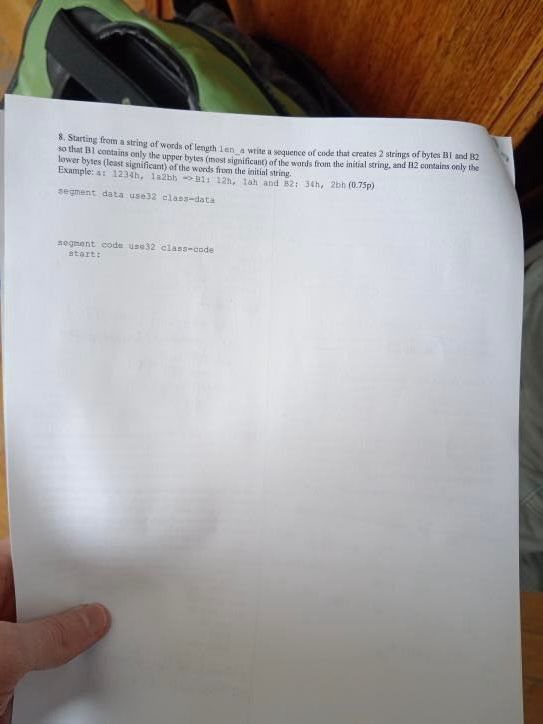 8. Starting from a string of words of length len_a write a sequence of code that creates 2 strings of bytes B1 and B2
so that B1 contains only the upper bytes (most significant) of the words from the initial string, and B2 contains only the
lower bytes (least significant) of the words from the initial string.
Example: a: 1234h, 1a2bh => B1: 12h, 1ah and B2: 34h, 2bh (0.75p)
segment data use32 class=data
segment code use32 class=code
start: